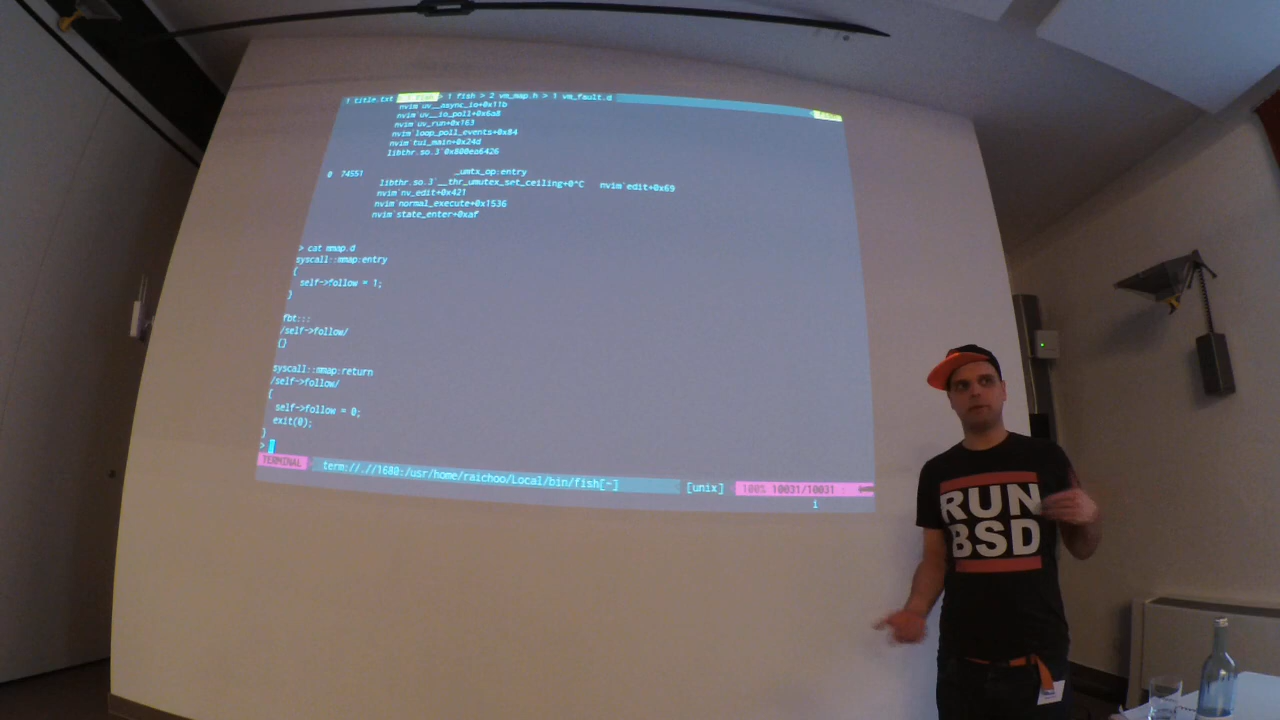 1 title.txt > 1 fish > 1 fish > 2 vm_map.h > 1 vm_fault.d
nvim`uv__async_io+0x11b
nvim`uv__io_poll+0x6a8
nvim`uv_run+0x163
nvim`loop_poll_events+0x84
nvim`tui_main+0x24d
libthr.so.3`0x800ea6426
0 74551 _umtx_op:entry
libthr.so.3`__thr_umutex_set_ceiling+0^C nvim`edit+0x69
nvim`nv_edit+0x421
nvim`normal_execute+0x1536
nvim`state_enter+0xaf
> cat mmap.d
syscall::mmap:entry
{
self->follow = 1;
}
fbt:::
/self->follow/
{}
syscall::mmap:return
/self->follow/
{
self->follow = 0;
exit(0);
}
>
TERMINAL term://.//1680:/usr/home/raichoo/Local/bin/fish[~] [unix] 100% 10031/10031 :
i
RUN
BSD